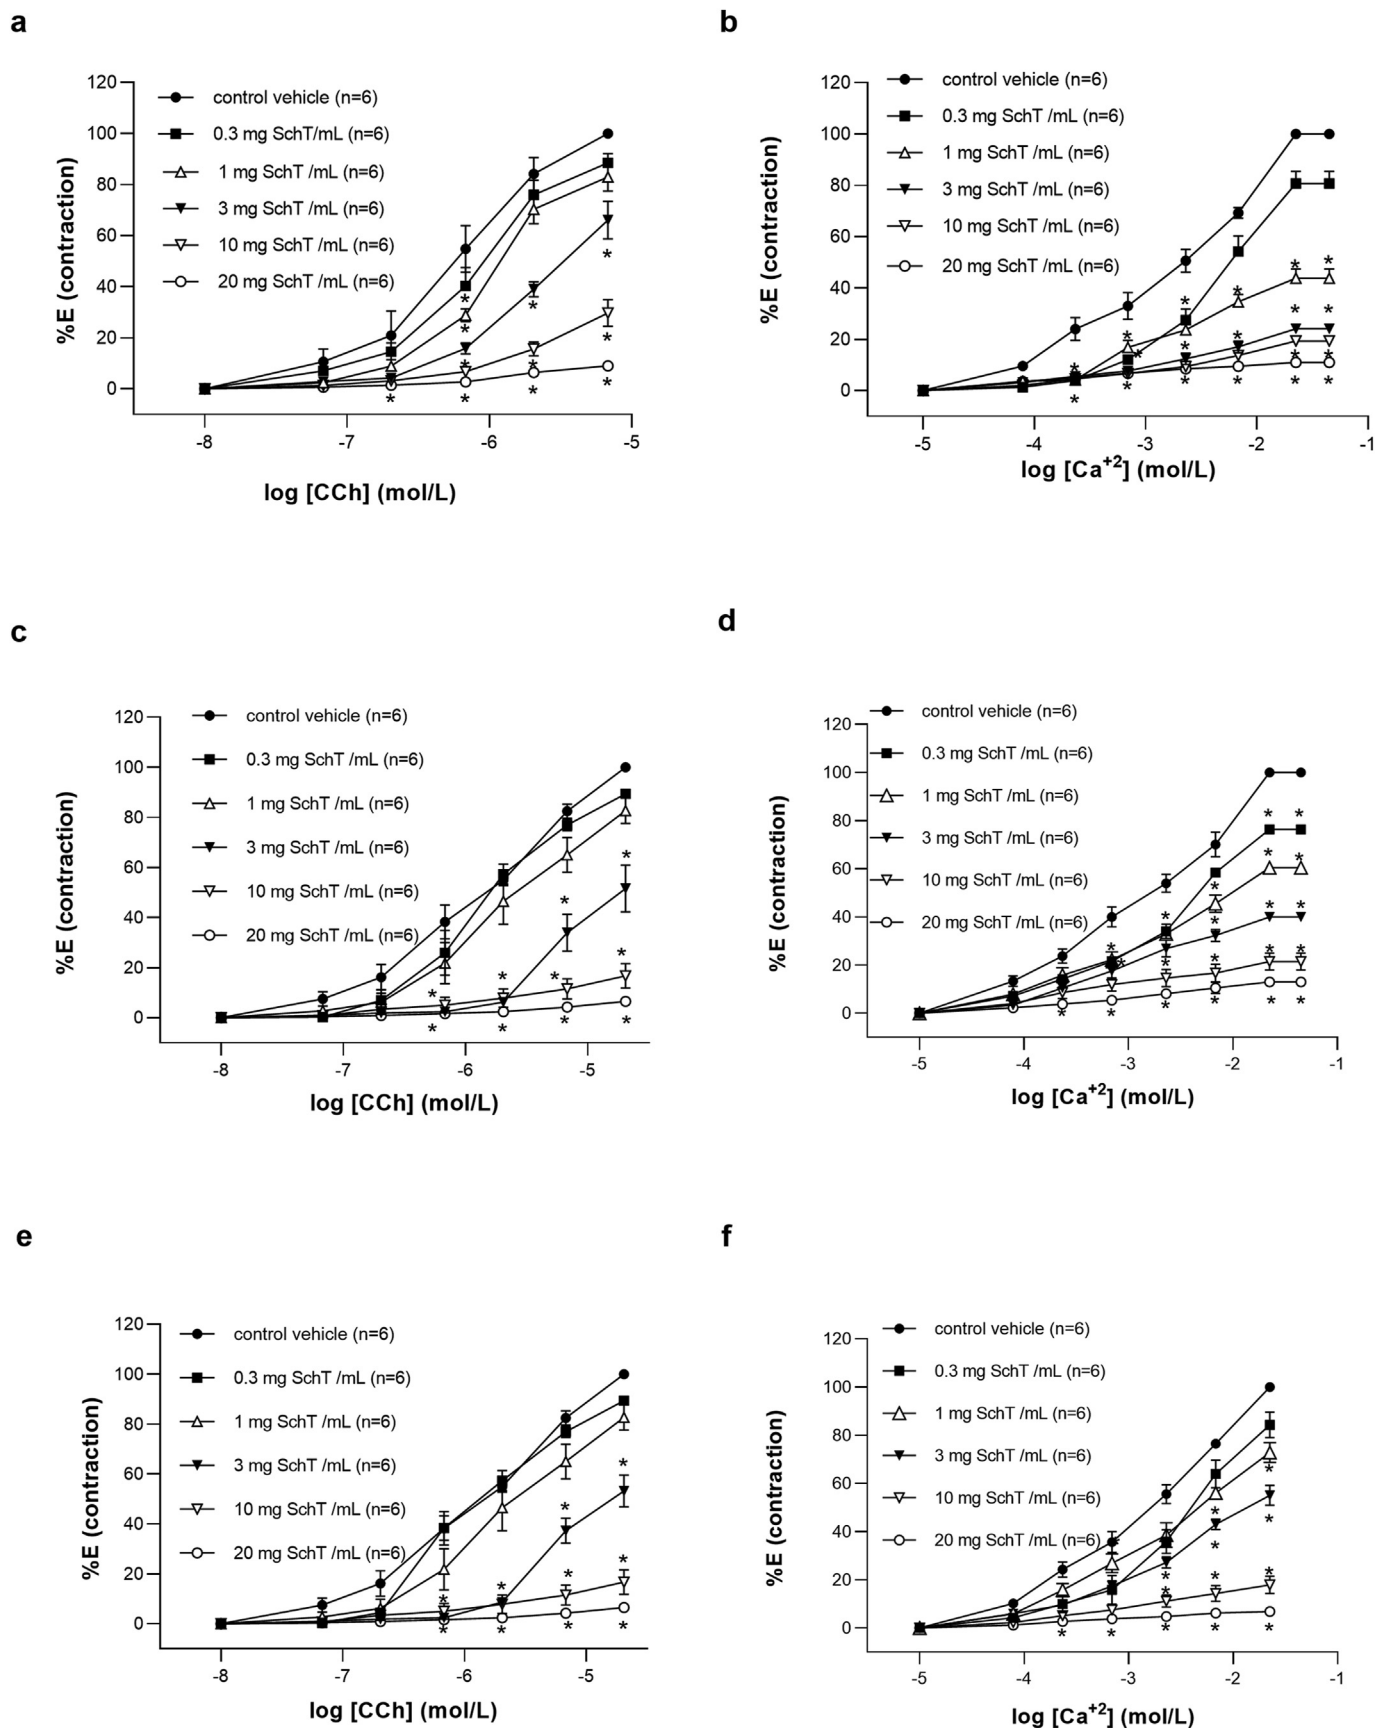 a
120
100
80
60
40
20
0
%E (contraction)
control vehicle (n=6)
0.3 mg SchT/mL (n=6)
1 mg SchT /mL (n=6)
3 mg SchT /mL (n=6)
10 mg SchT /mL (n=6)
20 mg SchT /mL (n=6)
-8 -7 -6 -5
log [CCh] (mol/L)
b
120
100
80
60
40
20
0
%E (contraction)
control vehicle (n=6)
0.3 mg SchT /mL (n=6)
1 mg SchT /mL (n=6)
3 mg SchT /mL (n=6)
10 mg SchT /mL (n=6)
20 mg SchT /mL (n=6)
-5 -4 -3 -2 -1
log [Ca+2] (mol/L)
c
120
100
80
60
40
20
0
%E (contraction)
control vehicle (n=6)
0.3 mg SchT /mL (n=6)
1 mg SchT /mL (n=6)
3 mg SchT /mL (n=6)
10 mg SchT /mL (n=6)
20 mg SchT /mL (n=6)
-8 -7 -6 -5
log [CCh] (mol/L)
d
120
100
80
60
40
20
0
%E (contraction)
control vehicle (n=6)
0.3 mg SchT /mL (n=6)
1 mg SchT /mL (n=6)
3 mg SchT /mL (n=6)
10 mg SchT /mL (n=6)
20 mg SchT /mL (n=6)
-5 -4 -3 -2 -1
log [Ca+2] (mol/L)
e
120
100
80
60
40
20
0
%E (contraction)
control vehicle (n=6)
0.3 mg SchT /mL (n=6)
1 mg SchT /mL (n=6)
3 mg SchT /mL (n=6)
10 mg SchT /mL (n=6)
20 mg SchT /mL (n=6)
-8 -7 -6 -5
log [CCh] (mol/L)
f
120
100
80
60
40
20
0
%E (contraction)
control vehicle (n=6)
0.3 mg SchT /mL (n=6)
1 mg SchT /mL (n=6)
3 mg SchT /mL (n=6)
10 mg SchT /mL (n=6)
20 mg SchT /mL (n=6)
-5 -4 -3 -2 -1
log [Ca+2] (mol/L)